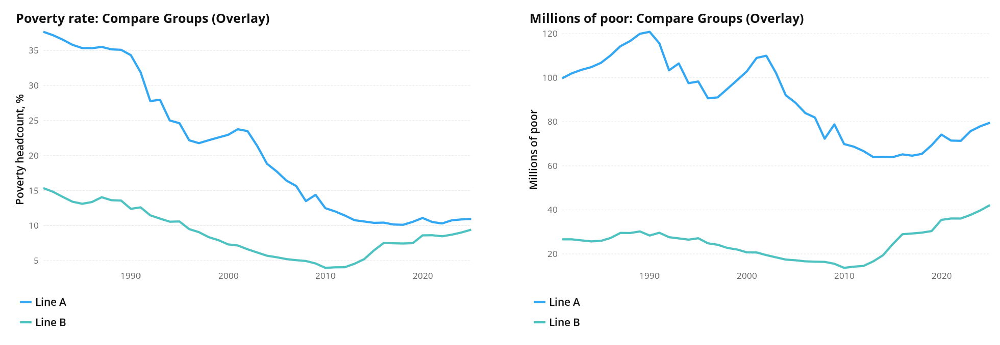 Poverty rate: Compare Groups (Overlay)
35
30
25
20
15
10
5
Poverty headcount, %
1990
2000
2010
2020
Line A
Line B
Millions of poor: Compare Groups (Overlay)
120
100
80
60
40
20
Millions of poor
1990
2000
2010
2020
Line A
Line B